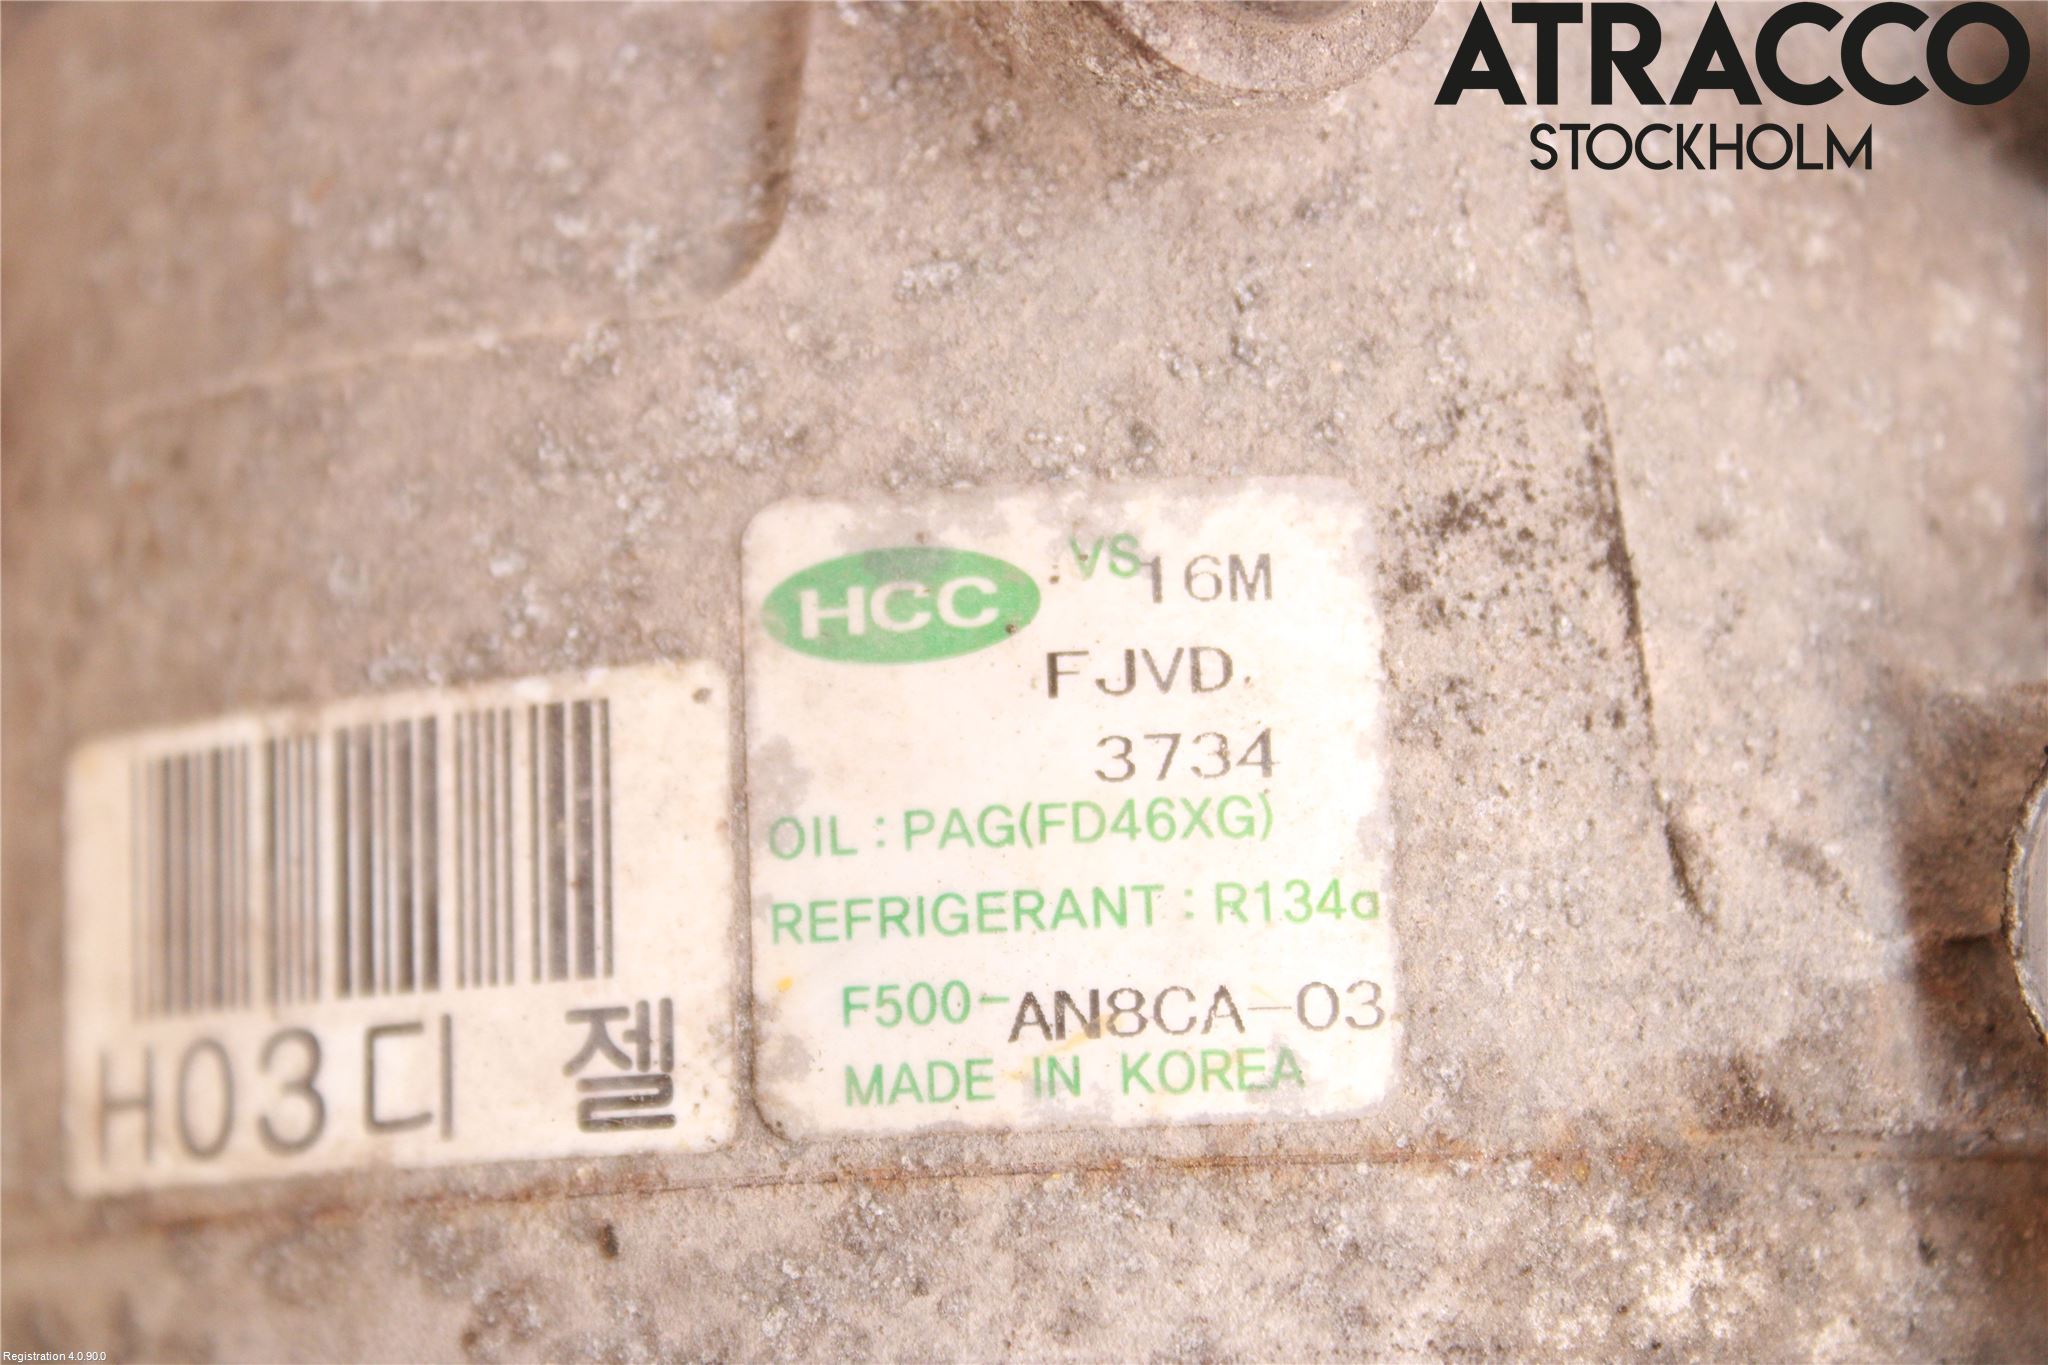 ATRACCO
STOCKHOLM
HCC VS16M
FJVD
3734
OIL : PAG(FD46XG)
REFRIGERANT : R134a
F500-AN8CA-03
MADE IN KOREA
H03디 젤
Registration 4.0.90.0